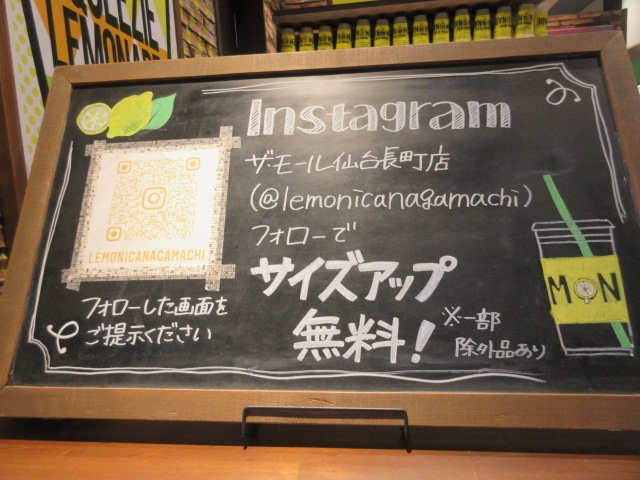 LEMONADE
Instagram
ザ・モール仙台長町店
(@lemonicanagamachi)
フォローで
サイズアップ
無料!
※一部
除外品あり
LEMONICANAGAMACHI
フォローした画面を
ご提示ください